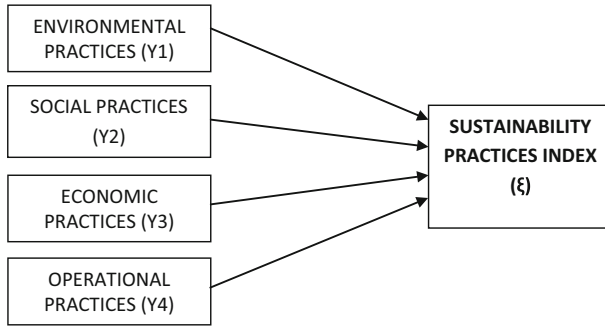 ENVIRONMENTAL
PRACTICES (Y1)
SOCIAL PRACTICES
(Y2)
ECONOMIC
PRACTICES (Y3)
OPERATIONAL
PRACTICES (Y4)
SUSTAINABILITY
PRACTICES INDEX
(ξ)